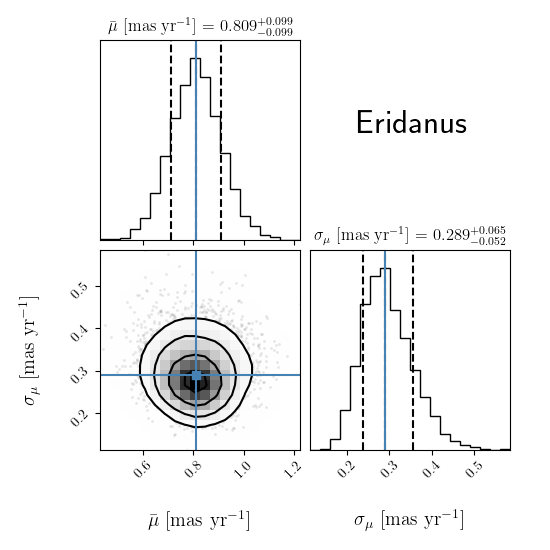 μ̄ [mas yr⁻¹] = 0.809⁺⁰·⁰⁹⁹₋₀.₀₉₉
Eridanus
σ_μ [mas yr⁻¹] = 0.289⁺⁰·⁰⁶⁵₋₀.₀₅₂
0.5
0.4
0.3
0.2
σ_μ [mas yr⁻¹]
0.6 0.8 1.0 1.2
0.2 0.3 0.4 0.5
μ̄ [mas yr⁻¹]
σ_μ [mas yr⁻¹]